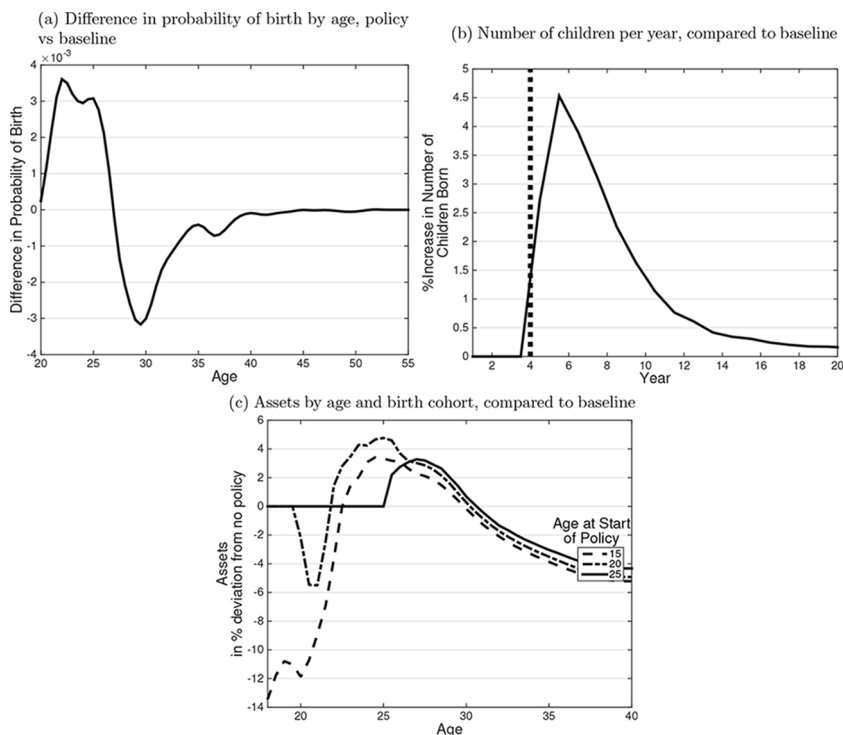 (a) Difference in probability of birth by age, policy
vs baseline
×10⁻³
4
3
2
1
0
-1
-2
-3
-4
Difference in Probability of Birth
20 25 30 35 40 45 50 55
Age
(b) Number of children per year, compared to baseline
5
4.5
4
3.5
3
2.5
2
1.5
1
0.5
0
%Increase in Number of
Children Born
2 4 6 8 10 12 14 16 18 20
Year
(c) Assets by age and birth cohort, compared to baseline
6
4
2
0
-2
-4
-6
-8
-10
-12
-14
Assets
in % deviation from no policy
Age at Start
of Policy
15
20
25
20 25 30 35 40
Age